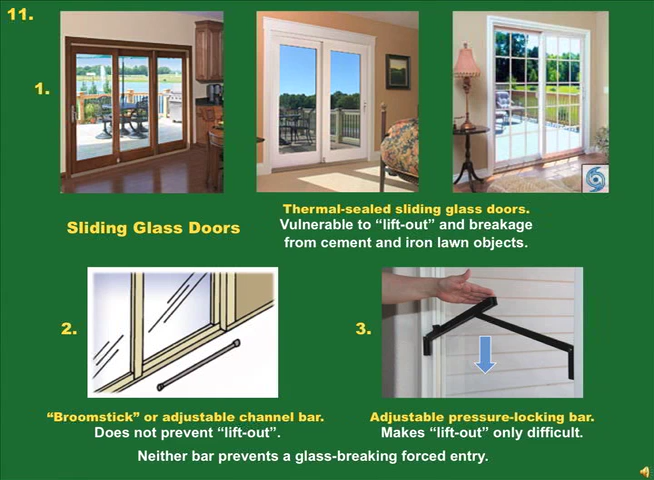 11.
1.
Sliding Glass Doors
Thermal-sealed sliding glass doors.
Vulnerable to “lift-out” and breakage
from cement and iron lawn objects.
2.
3.
“Broomstick” or adjustable channel bar.
Does not prevent “lift-out”.
Adjustable pressure-locking bar.
Makes “lift-out” only difficult.
Neither bar prevents a glass-breaking forced entry.